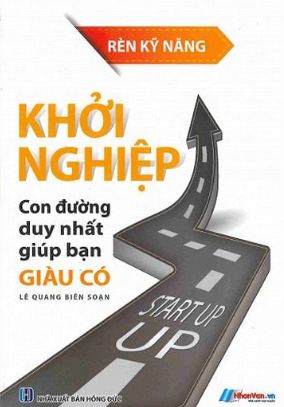 RÈN KỸ NĂNG
KHỞI
NGHIỆP
Con đường
duy nhất
giúp bạn
GIÀU CÓ
LÊ QUANG BIÊN SOẠN
START UP
UP
NHÀ XUẤT BẢN HỒNG ĐỨC
NhanVan.vn